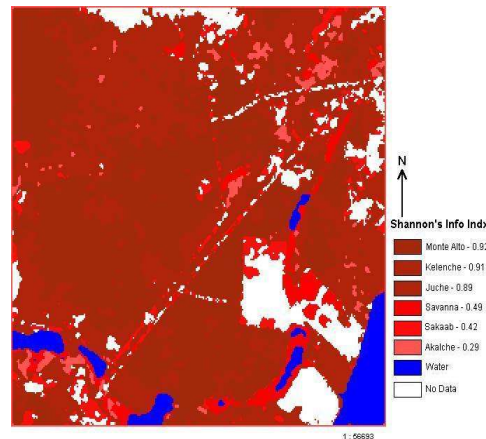 N
Shannon's Info Indx
Monte Alto - 0.92
Kelenche - 0.91
Juche - 0.89
Savanna - 0.49
Sakaab - 0.42
Akalche - 0.29
Water
No Data
1 : 56693